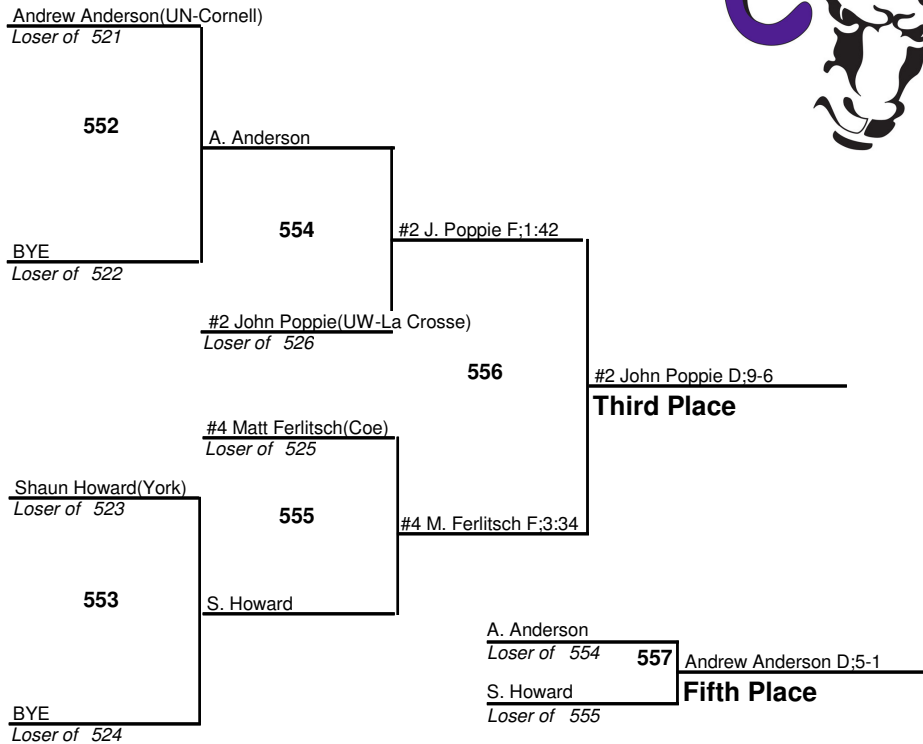 Andrew Anderson(UN-Cornell)
Loser of 521
552
A. Anderson
554
#2 J. Poppie F;1:42
BYE
Loser of 522
#2 John Poppie(UW-La Crosse)
Loser of 526
556
#2 John Poppie D;9-6
Third Place
#4 Matt Ferlitsch(Coe)
Loser of 525
Shaun Howard(York)
Loser of 523
555
#4 M. Ferlitsch F;3:34
553
S. Howard
A. Anderson
Loser of 554
557
Andrew Anderson D;5-1
S. Howard
Fifth Place
Loser of 555
BYE
Loser of 524